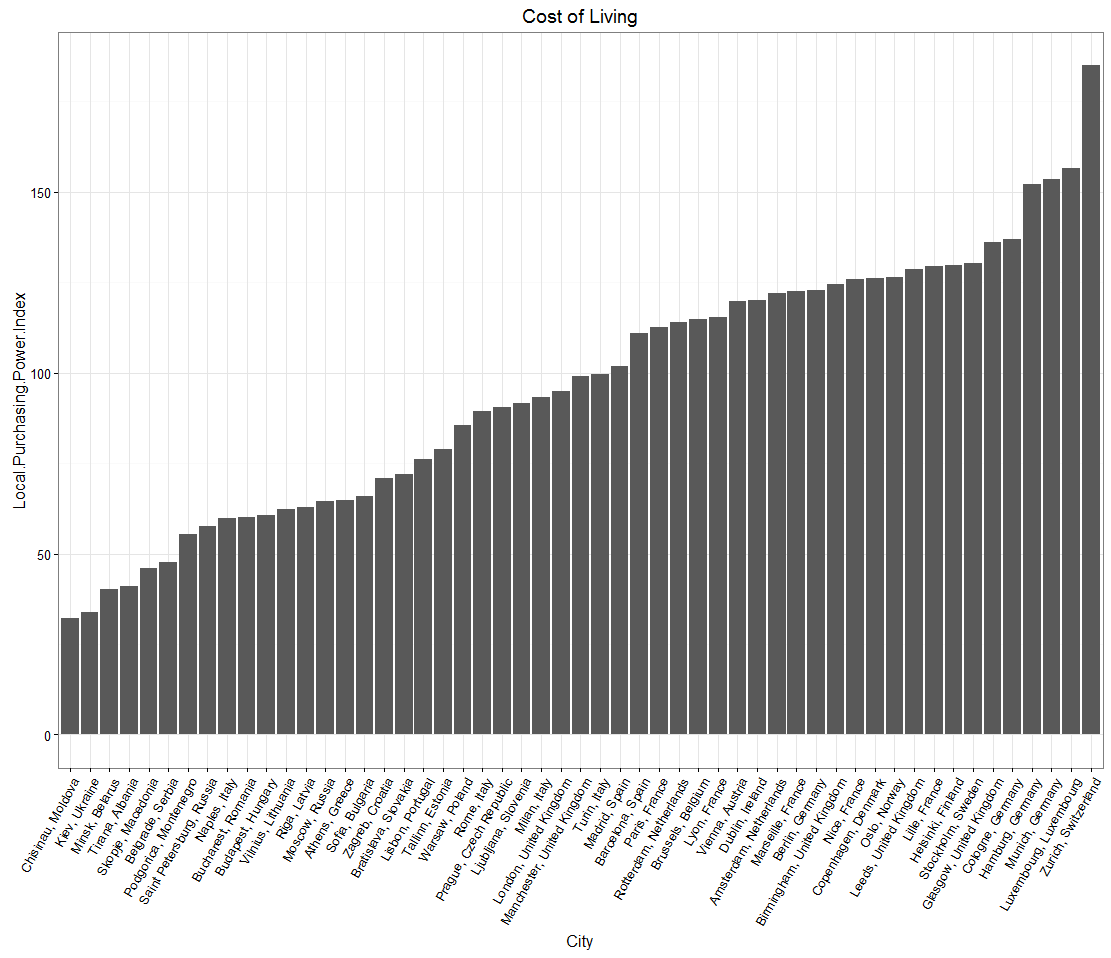 Cost of Living
Local.Purchasing.Power.Index
150
100
50
0
Chisinau, Moldova
Kiev, Ukraine
Minsk, Belarus
Tirana, Albania
Skopje, Macedonia
Belgrade, Serbia
Podgorica, Montenegro
Saint Petersburg, Russia
Naples, Italy
Bucharest, Romania
Budapest, Hungary
Vilnius, Lithuania
Riga, Latvia
Moscow, Russia
Athens, Greece
Sofia, Bulgaria
Zagreb, Croatia
Bratislava, Slovakia
Lisbon, Portugal
Tallinn, Estonia
Warsaw, Poland
Rome, Italy
Prague, Czech Republic
Ljubljana, Slovenia
Milan, Italy
London, United Kingdom
Manchester, United Kingdom
Turin, Italy
Madrid, Spain
Barcelona, Spain
Paris, France
Rotterdam, Netherlands
Brussels, Belgium
Lyon, France
Vienna, Austria
Dublin, Ireland
Amsterdam, Netherlands
Marseille, France
Berlin, Germany
Birmingham, United Kingdom
Nice, France
Copenhagen, Denmark
Oslo, Norway
Leeds, United Kingdom
Lille, France
Helsinki, Finland
Stockholm, Sweden
Glasgow, United Kingdom
Cologne, Germany
Hamburg, Germany
Munich, Germany
Luxembourg, Luxembourg
Zurich, Switzerland
City